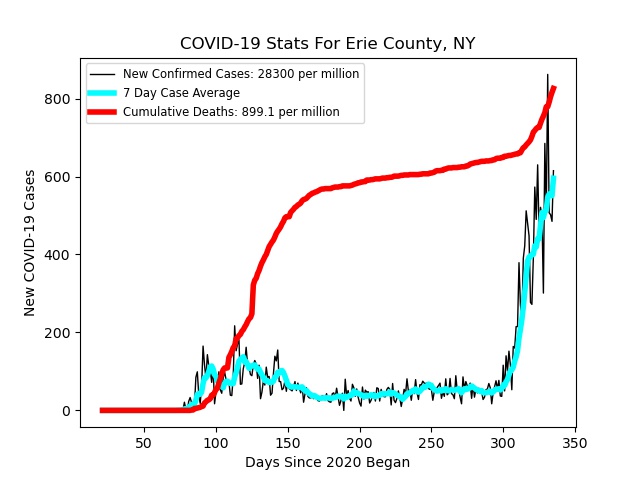 COVID-19 Stats For Erie County, NY
New Confirmed Cases: 28300 per million
7 Day Case Average
Cumulative Deaths: 899.1 per million
New COVID-19 Cases
800
600
400
200
0
50 100 150 200 250 300 350
Days Since 2020 Began